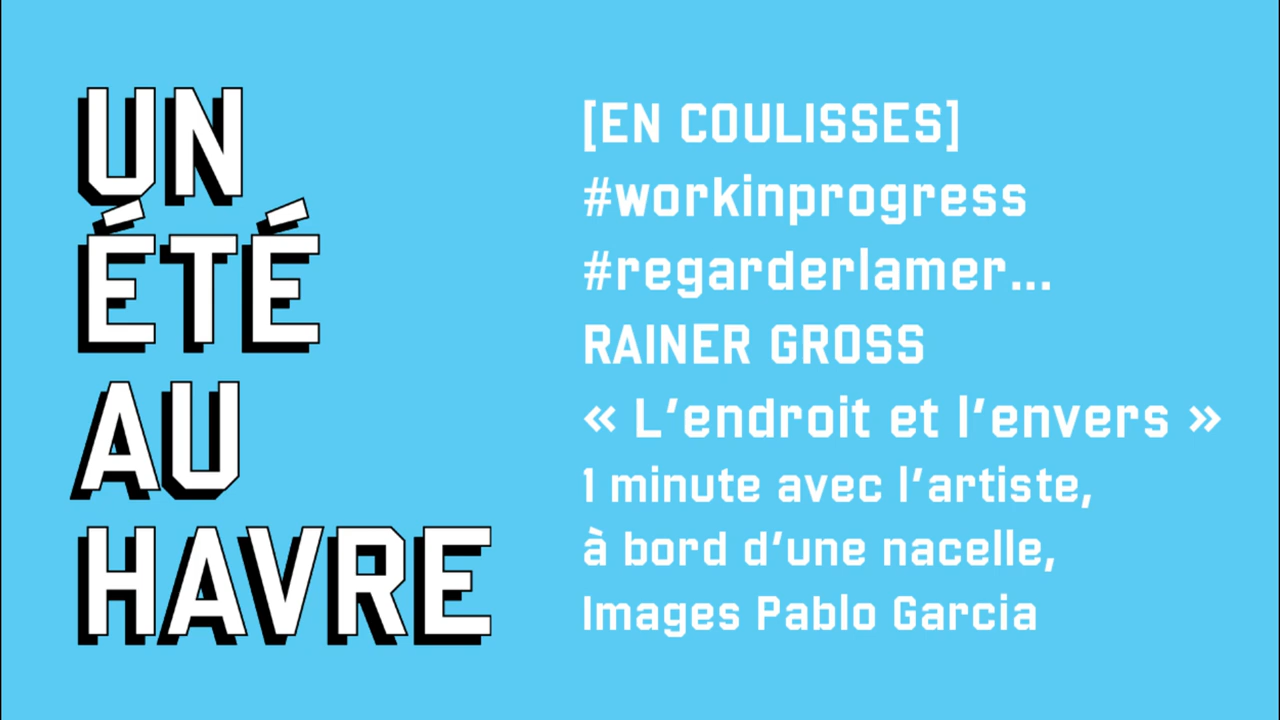 UN
ÉTÉ
AU
HAVRE
[EN COULISSES]
#workinprogress
#regarderlamer...
RAINER GROSS
« L’endroit et l’envers »
1 minute avec l’artiste,
à bord d’une nacelle,
Images Pablo Garcia